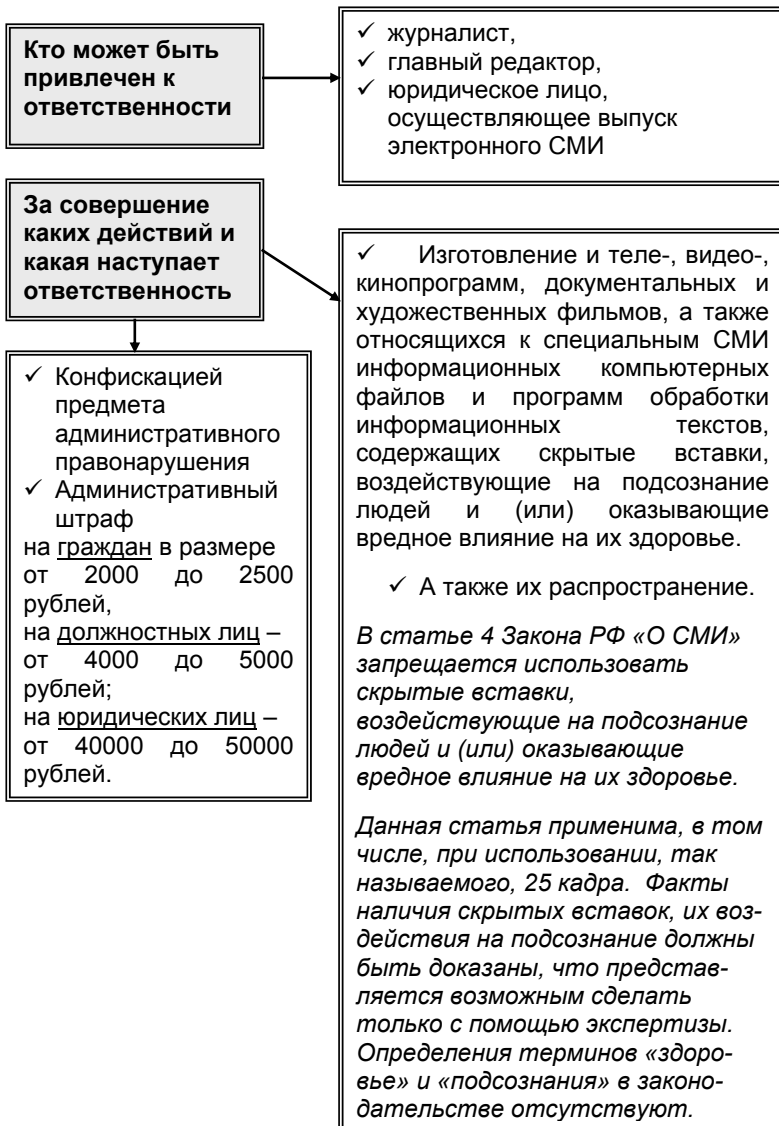 Кто может быть
привлечен к
ответственности
✓ журналист,
✓ главный редактор,
✓ юридическое лицо,
осуществляющее выпуск
электронного СМИ
За совершение
каких действий и
какая наступает
ответственность
✓ Конфискацией
предмета
административного
правонарушения
✓ Административный
штраф
на граждан в размере
от 2000 до 2500
рублей,
на должностных лиц –
от 4000 до 5000
рублей;
на юридических лиц –
от 40000 до 50000
рублей.
✓ Изготовление и теле-, видео-,
кинопрограмм, документальных и
художественных фильмов, а также
относящихся к специальным СМИ
информационных компьютерных
файлов и программ обработки
информационных текстов,
содержащих скрытые вставки,
воздействующие на подсознание
людей и (или) оказывающие
вредное влияние на их здоровье.
✓ А также их распространение.
В статье 4 Закона РФ «О СМИ»
запрещается использовать
скрытые вставки,
воздействующие на подсознание
людей и (или) оказывающие
вредное влияние на их здоровье.
Данная статья применима, в том
числе, при использовании, так
называемого, 25 кадра. Факты
наличия скрытых вставок, их воз-
действия на подсознание должны
быть доказаны, что представ-
ляется возможным сделать
только с помощью экспертизы.
Определения терминов «здоро-
вье» и «подсознания» в законо-
дательстве отсутствуют.